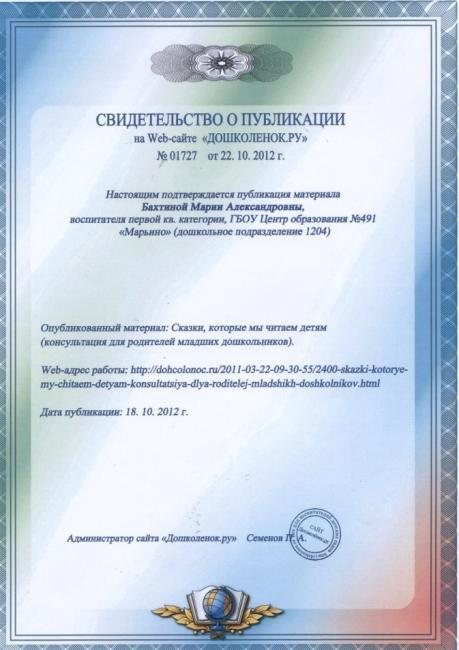 СВИДЕТЕЛЬСТВО О ПУБЛИКАЦИИ
на Web-сайте «ДОШКОЛЕНОК.РУ»
№ 01727 от 22. 10. 2012 г.
Настоящим подтверждается публикация материала
Бахтиной Марии Александровны,
воспитателя первой кв. категории, ГБОУ Центр образования №491
«Марьино» (дошкольное подразделение 1204)
Опубликованный материал: Сказки, которые мы читаем детям
(консультация для родителей младших дошкольников).
Web-адрес работы: http://dohcolonoc.ru/2011-03-22-09-30-55/2400-skazki-kotorye-
my-chitaem-detyam-konsultatsiya-dlya-roditelej-mladshikh-doshkolnikov.html
Дата публикации: 18. 10. 2012 г.
Администратор сайта «Дошколенок.ру» Семенов А.
САЙТ